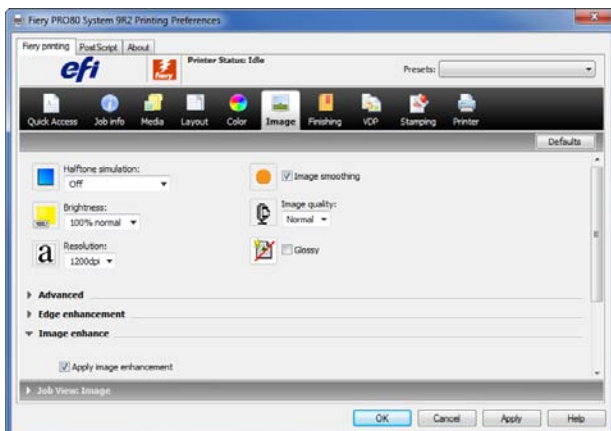 Fiery PRO80 System 9R2 Printing Preferences
Fiery printing PostScript About
efi fiery Printer Status: Idle Presets:
Quick Access Job info Media Layout Color Image Finishing VDP Stamping Printer
Defaults
Halftone simulation:
Off
Image smoothing
Brightness:
100% normal
Image quality:
Normal
a
Resolution:
1200dpi
Glossy
Advanced
Edge enhancement
Image enhance
Apply image enhancement
Job View: Image
OK Cancel Apply Help